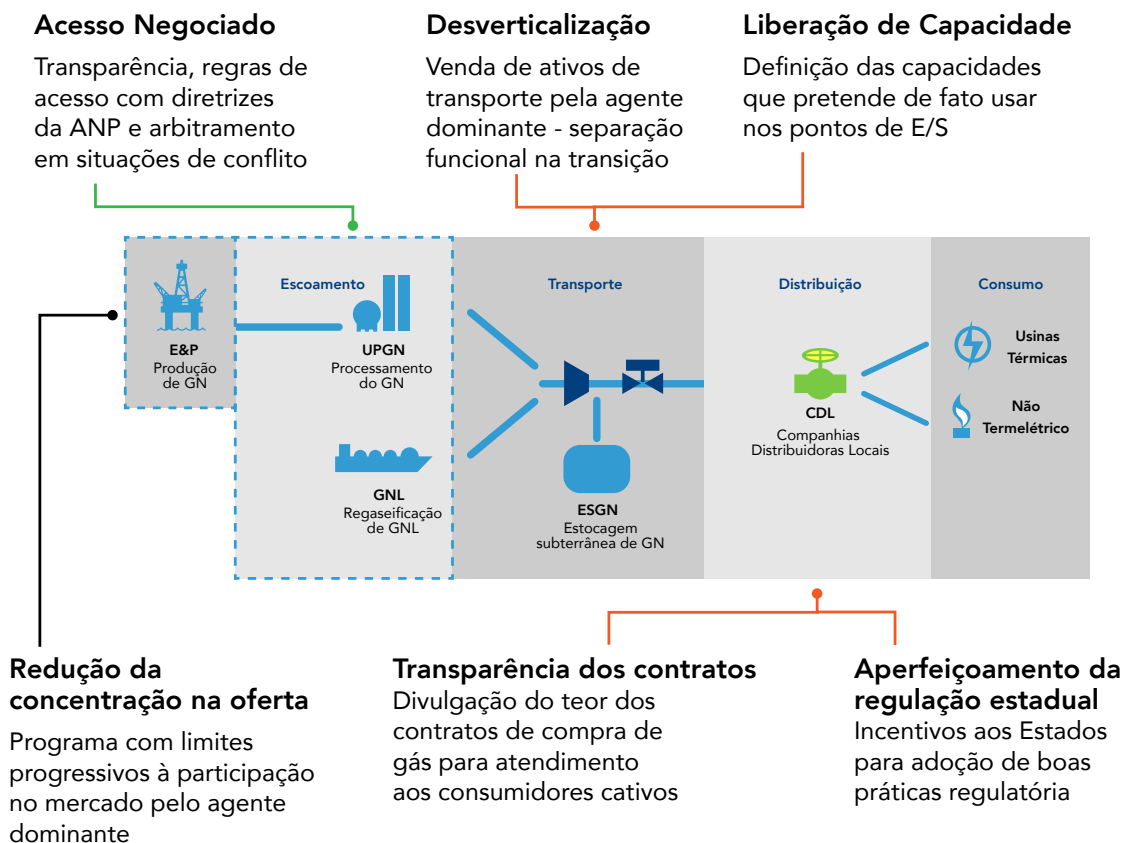 Acesso Negociado
Transparência, regras de
acesso com diretrizes
da ANP e arbitramento
em situações de conflito
Desverticalização
Venda de ativos de
transporte pela agente
dominante - separação
funcional na transição
Liberação de Capacidade
Definição das capacidades
que pretende de fato usar
nos pontos de E/S
Escoamento
Transporte
Distribuição
Consumo
E&P
Produção
de GN
UPGN
Processamento
do GN
GNL
Regaseificação
de GNL
ESGN
Estocagem
subterrânea de GN
CDL
Companhias
Distribuidoras Locais
Usinas
Térmicas
Não
Termelétrico
Redução da
concentração na oferta
Programa com limites
progressivos à participação
no mercado pelo agente
dominante
Transparência dos contratos
Divulgação do teor dos
contratos de compra de
gás para atendimento
aos consumidores cativos
Aperfeiçoamento da
regulação estadual
Incentivos aos Estados
para adoção de boas
práticas regulatória